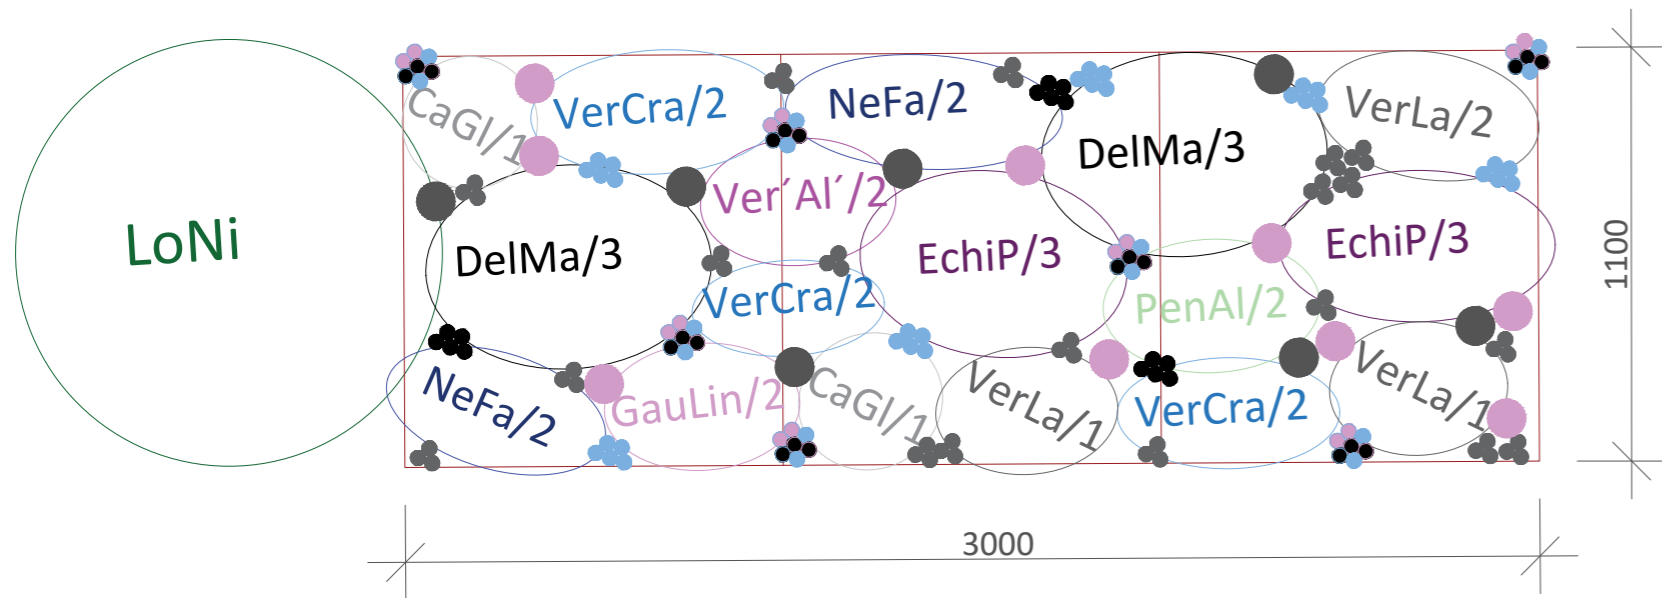 LoNi
CaGl/1
VerCra/2
NeFa/2
DelMa/3
VerLa/2
DelMa/3
Ver´Al´/2
EchiP/3
EchiP/3
VerCra/2
PenAl/2
NeFa/2
GauLin/2
CaGl/1
VerLa/1
VerCra/2
VerLa/1
1100
3000